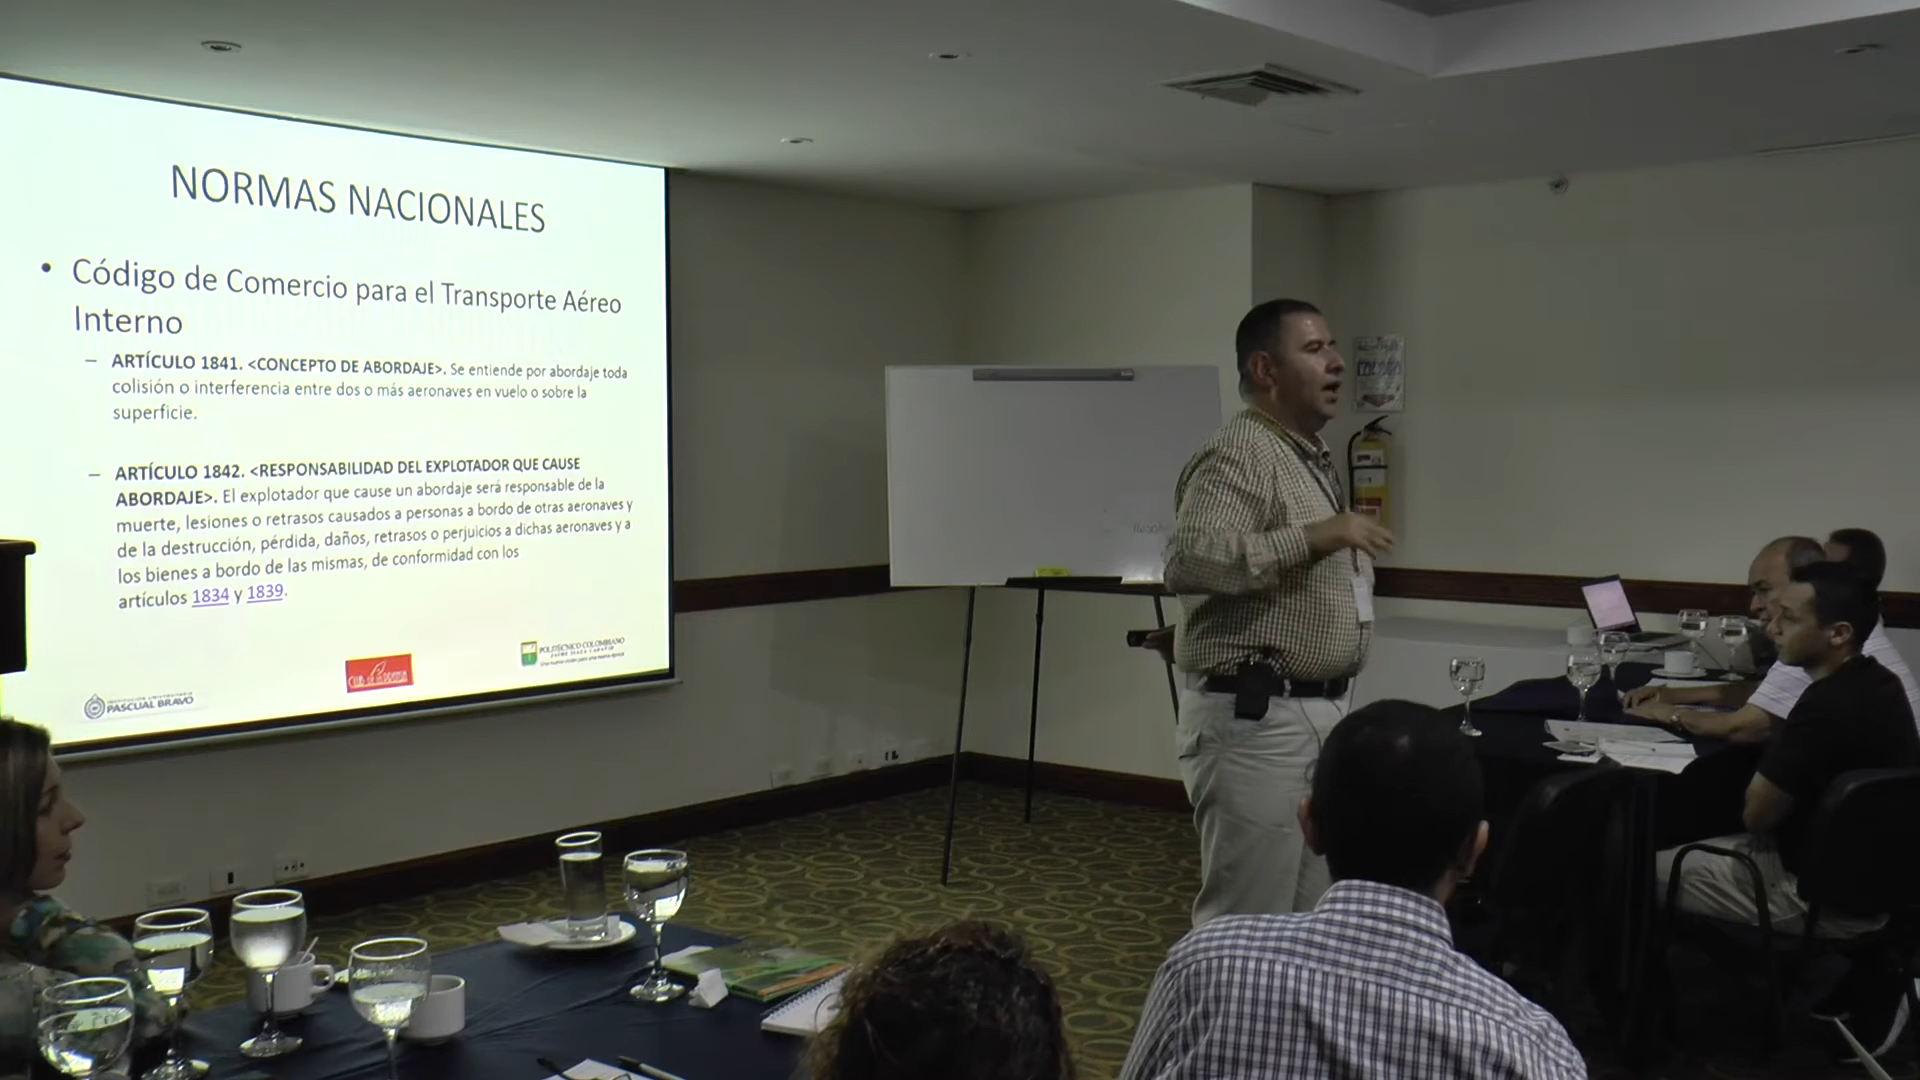 NORMAS NACIONALES
• Código de Comercio para el Transporte Aéreo
Interno
– ARTÍCULO 1841. <CONCEPTO DE ABORDAJE>. Se entiende por abordaje toda
colisión o interferencia entre dos o más aeronaves en vuelo o sobre la
superficie.
– ARTÍCULO 1842. <RESPONSABILIDAD DEL EXPLOTADOR QUE CAUSE
ABORDAJE>. El explotador que cause un abordaje será responsable de la
muerte, lesiones o retrasos causados a personas a bordo de otras aeronaves y
de la destrucción, pérdida, daños, retrasos o perjuicios a dichas aeronaves y a
los bienes a bordo de las mismas, de conformidad con los
artículos 1834 y 1839.
POLITÉCNICO COLOMBIANO
CLUB de la PRENSA
PASCUAL BRAVO